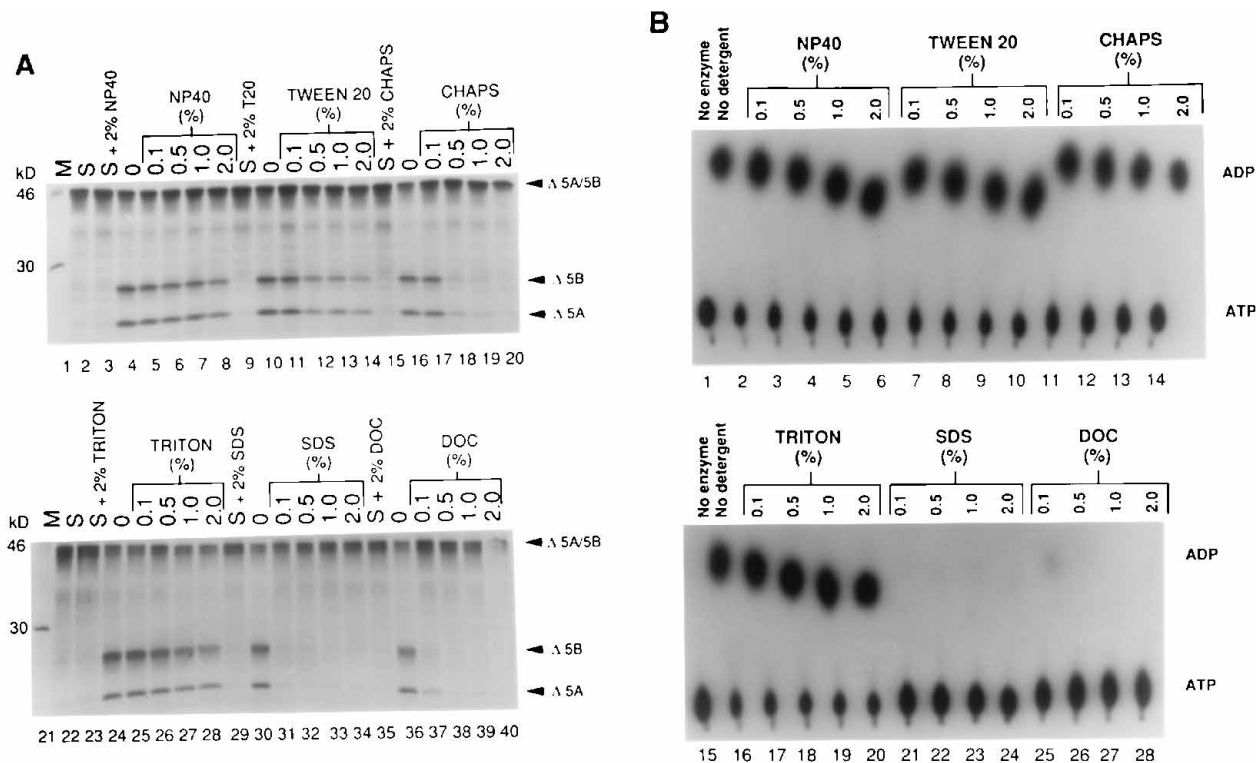 A
kD
M
S
S + 2% NP40
0
NP40
(%)
0.1
0.5
1.0
2.0
S + 2% T20
0
TWEEN 20
(%)
0.1
0.5
1.0
2.0
S + 2% CHAPS
0
CHAPS
(%)
0.1
0.5
1.0
2.0
46
30
Δ 5A/5B
Δ 5B
Δ 5A
1 2 3 4 5 6 7 8 9 10 11 12 13 14 15 16 17 18 19 20
kD
M
S
S + 2% TRITON
0
TRITON
(%)
0.1
0.5
1.0
2.0
S + 2% SDS
0
SDS
(%)
0.1
0.5
1.0
2.0
S + 2% DOC
0
DOC
(%)
0.1
0.5
1.0
2.0
46
30
Δ 5A/5B
Δ 5B
Δ 5A
21 22 23 24 25 26 27 28 29 30 31 32 33 34 35 36 37 38 39 40
B
No enzyme
No detergent
NP40
(%)
0.1
0.5
1.0
2.0
TWEEN 20
(%)
0.1
0.5
1.0
2.0
CHAPS
(%)
0.1
0.5
1.0
2.0
ADP
ATP
1 2 3 4 5 6 7 8 9 10 11 12 13 14
No enzyme
No detergent
TRITON
(%)
0.1
0.5
1.0
2.0
SDS
(%)
0.1
0.5
1.0
2.0
DOC
(%)
0.1
0.5
1.0
2.0
ADP
ATP
15 16 17 18 19 20 21 22 23 24 25 26 27 28